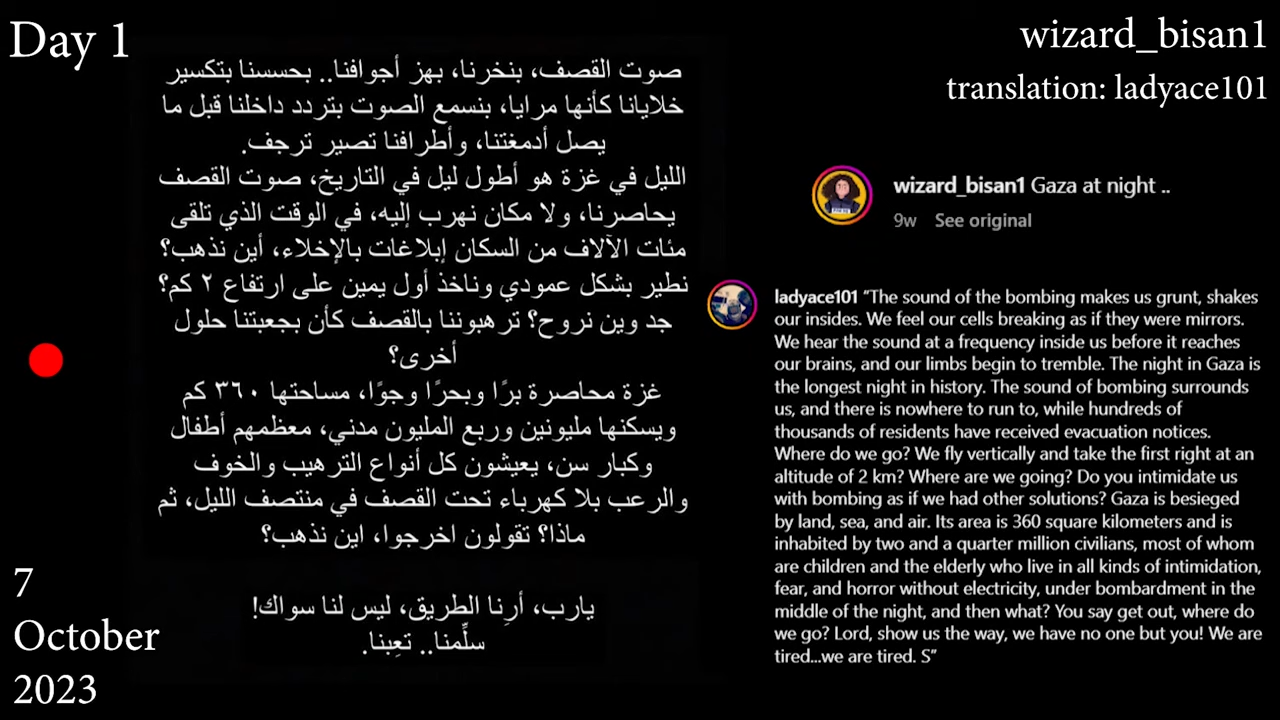 Day 1
صوت القصف، بنخرنا، بهز أجوافنا.. بحسسنا بتكسير
خلايانا كأنها مرايا، بنسمع الصوت بتردد داخلنا قبل ما
يصل أدمغتنا، وأطرافنا تصير ترجف.
الليل في غزة هو أطول ليل في التاريخ، صوت القصف
يحاصرنا، ولا مكان نهرب إليه، في الوقت الذي تلقى
مئات الآلاف من السكان إبلاغات بالإخلاء، أين نذهب؟
نطير بشكل عمودي وناخذ أول يمين على ارتفاع ٢ كم؟
جد وين نروح؟ ترهبوننا بالقصف كأن بجعبتنا حلول
أخرى؟
غزة محاصرة برًا وبحرًا وجوًا، مساحتها ٣٦٠ كم
ويسكنها مليونين وربع المليون مدني، معظمهم أطفال
وكبار سن، يعيشون كل أنواع الترهيب والخوف
والرعب بلا كهرباء تحت القصف في منتصف الليل، ثم
ماذا؟ تقولون اخرجوا، اين نذهب؟
يارب، أرِنا الطريق، ليس لنا سواك!
سلِّمنا.. تعِبنا.
7
October
2023
wizard_bisan1
translation: ladyace101
wizard_bisan1 Gaza at night ..
9w See original
ladyace101 “The sound of the bombing makes us grunt, shakes
our insides. We feel our cells breaking as if they were mirrors.
We hear the sound at a frequency inside us before it reaches
our brains, and our limbs begin to tremble. The night in Gaza is
the longest night in history. The sound of bombing surrounds
us, and there is nowhere to run to, while hundreds of
thousands of residents have received evacuation notices.
Where do we go? We fly vertically and take the first right at an
altitude of 2 km? Where are we going? Do you intimidate us
with bombing as if we had other solutions? Gaza is besieged
by land, sea, and air. Its area is 360 square kilometers and is
inhabited by two and a quarter million civilians, most of whom
are children and the elderly who live in all kinds of intimidation,
fear, and horror without electricity, under bombardment in the
middle of the night, and then what? You say get out, where do
we go? Lord, show us the way, we have no one but you! We are
tired...we are tired. S”